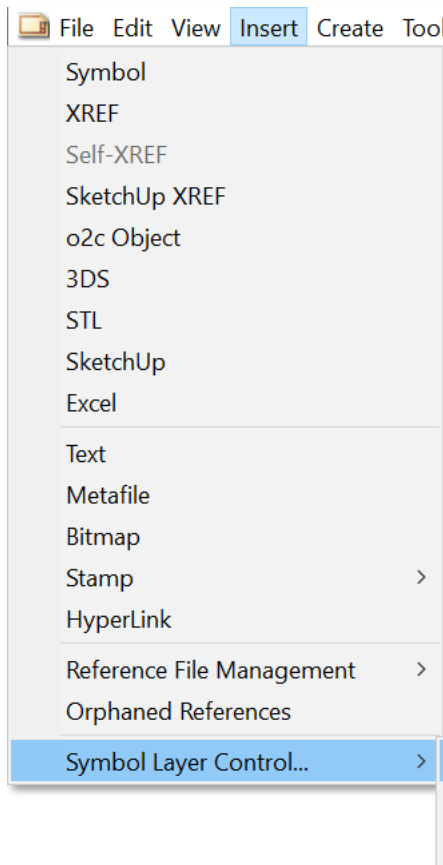 File Edit View Insert Create Tool
Symbol
XREF
Self-XREF
SketchUp XREF
o2c Object
3DS
STL
SketchUp
Excel
Text
Metafile
Bitmap
Stamp
HyperLink
Reference File Management
Orphaned References
Symbol Layer Control...